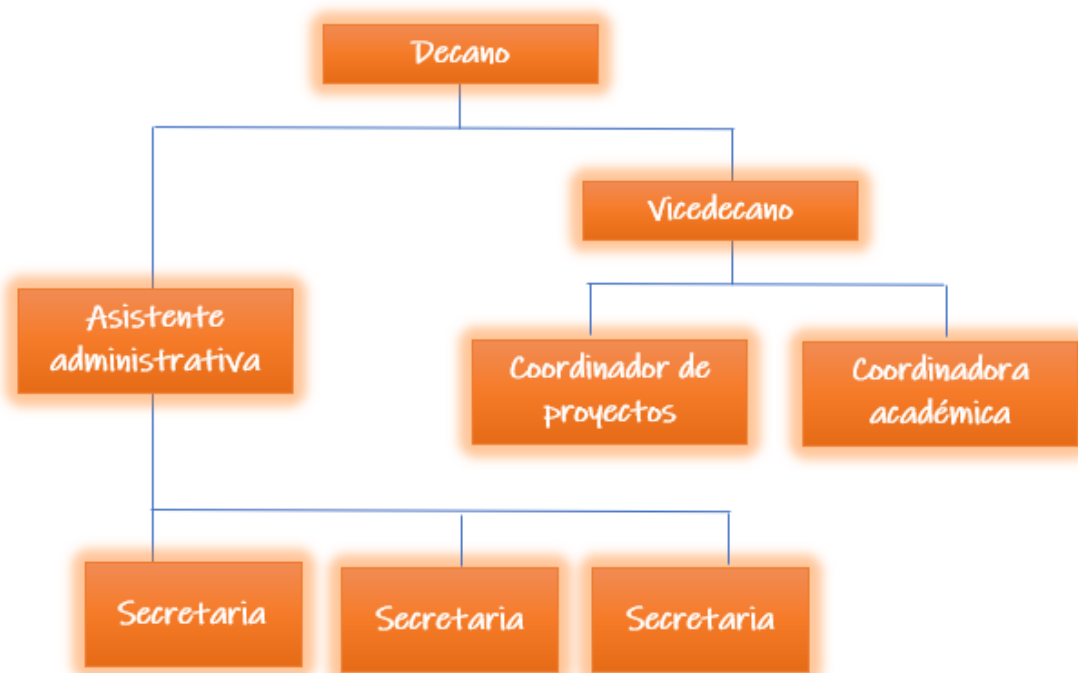 Decano
Vicedecano
Asistente
administrativa
Coordinador de
proyectos
Coordinadora
académica
Secretaria
Secretaria
Secretaria